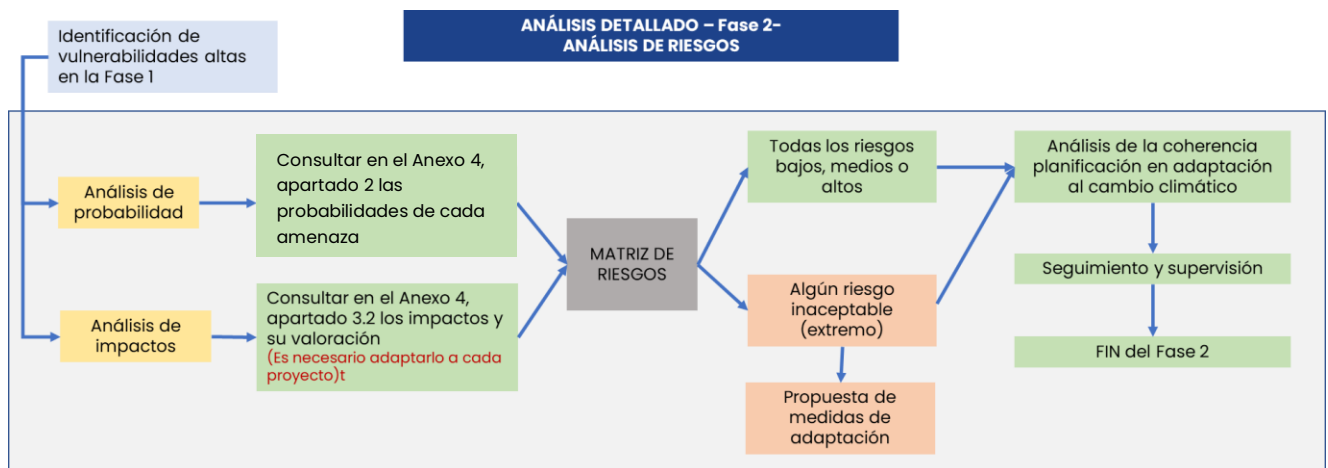 ANÁLISIS DETALLADO – Fase 2-
ANÁLISIS DE RIESGOS
Identificación de
vulnerabilidades altas
en la Fase 1
Análisis de
probabilidad
Consultar en el Anexo 4,
apartado 2 las
probabilidades de cada
amenaza
Análisis de
impactos
Consultar en el Anexo 4,
apartado 3.2 los impactos y
su valoración
(Es necesario adaptarlo a cada
proyecto)t
MATRIZ DE
RIESGOS
Todas los riesgos
bajos, medios o
altos
Algún riesgo
inaceptable
(extremo)
Propuesta de
medidas de
adaptación
Análisis de la coherencia
planificación en adaptación
al cambio climático
Seguimiento y supervisión
FIN del Fase 2